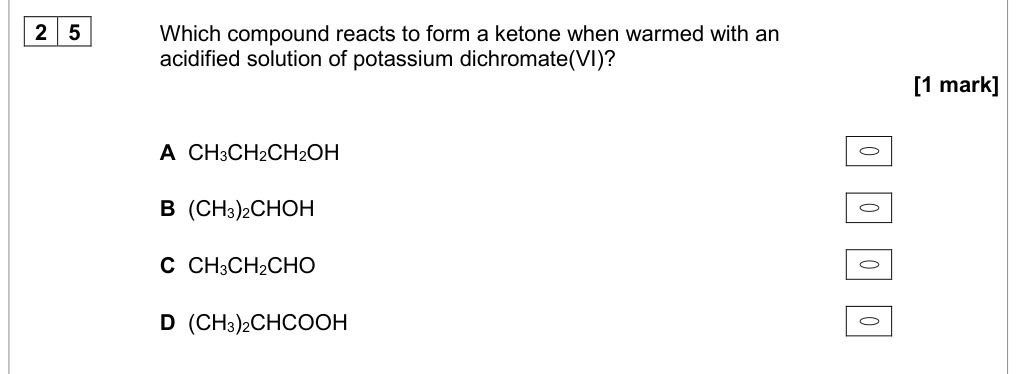 2 5 Which compound reacts to form a ketone when warmed with an
acidified solution of potassium dichromate(VI)?
[1 mark]
A CH₃CH₂CH₂OH
B (CH₃)₂CHOH
C CH₃CH₂CHO
D (CH₃)₂CHCOOH